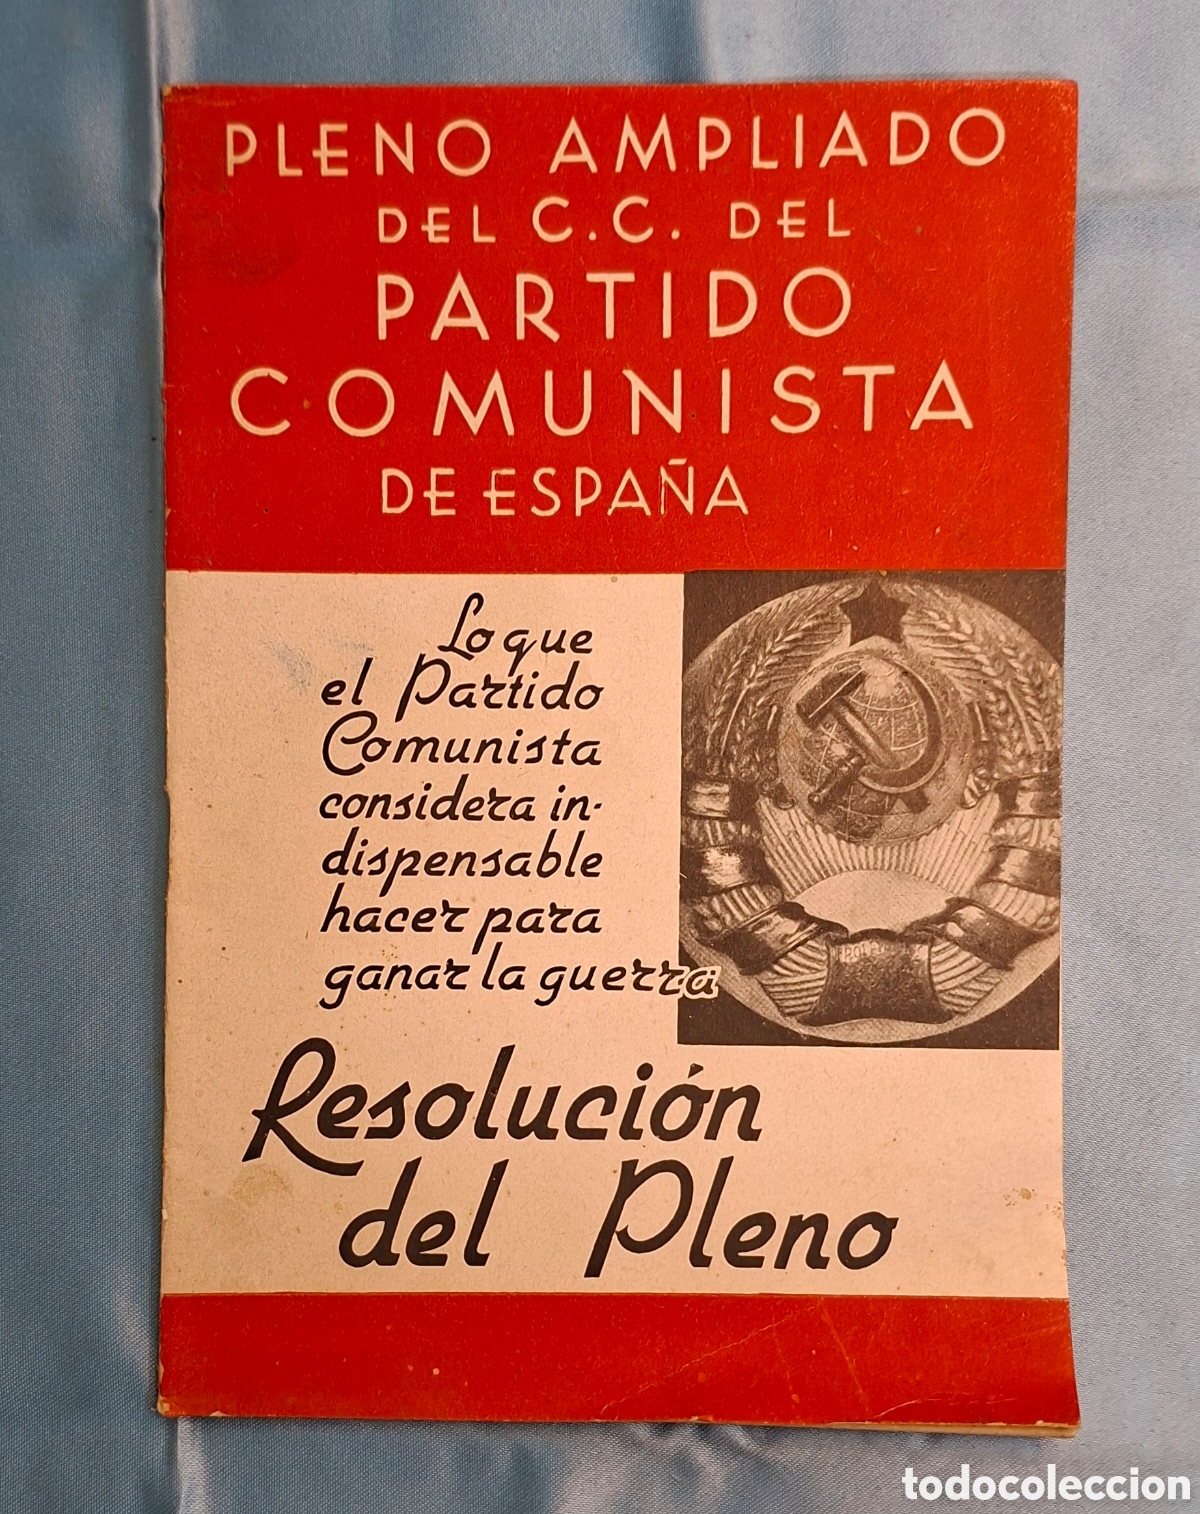 PLENO AMPLIADO
DEL C.C. DEL
PARTIDO
COMUNISTA
DE ESPAÑA
Lo que
el Partido
Comunista
considera in-
dispensable
hacer para
ganar la guerra
Resolución
del Pleno
todocoleccion